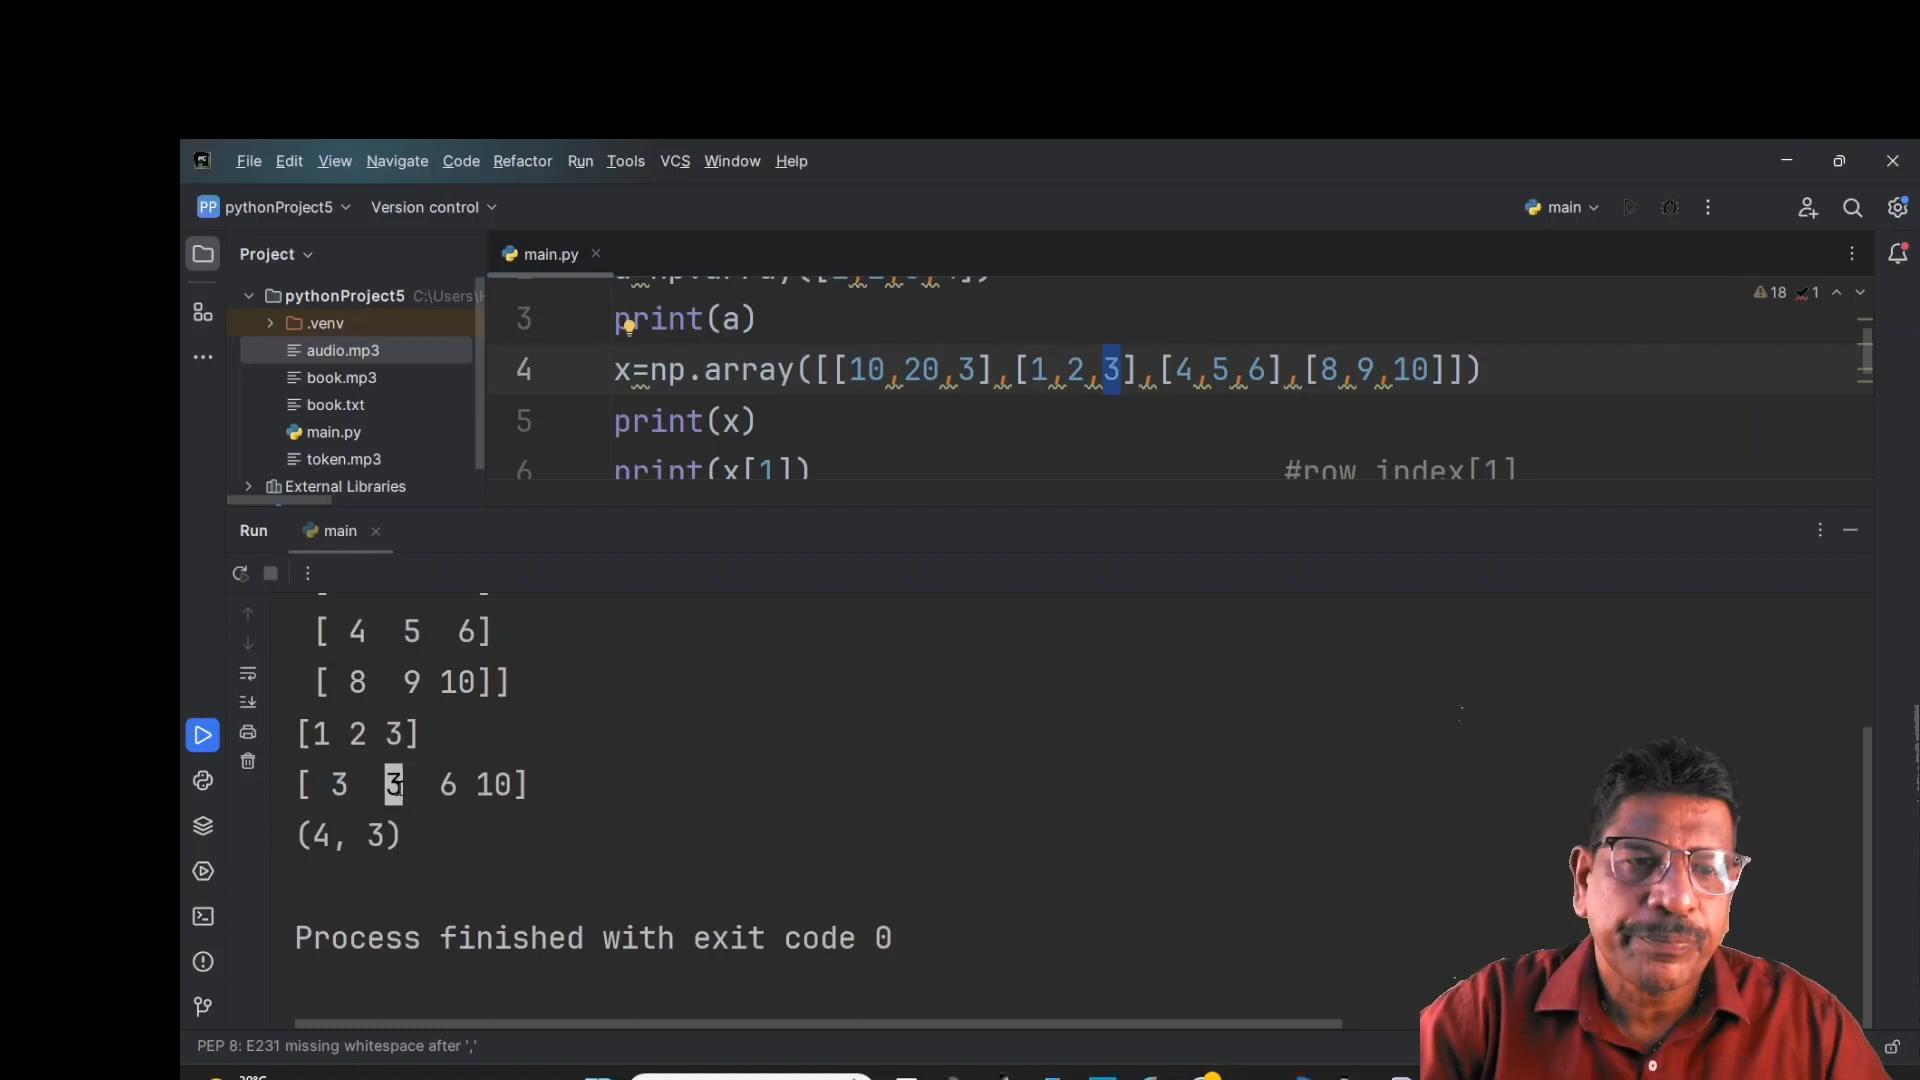 PC File Edit View Navigate Code Refactor Run Tools VCS Window Help
PP pythonProject5 Version control main
Project main.py
pythonProject5 C:\Users\
.venv
audio.mp3
book.mp3
book.txt
main.py
token.mp3
External Libraries
18 1
3 print(a)
4 x=np.array([[10,20,3],[1,2,3],[4,5,6],[8,9,10]])
5 print(x)
6 print(x[1]) #row index[1]
Run main
[ 4 5 6]
[ 8 9 10]]
[1 2 3]
[ 3 3 6 10]
(4, 3)
Process finished with exit code 0
PEP 8: E231 missing whitespace after ','